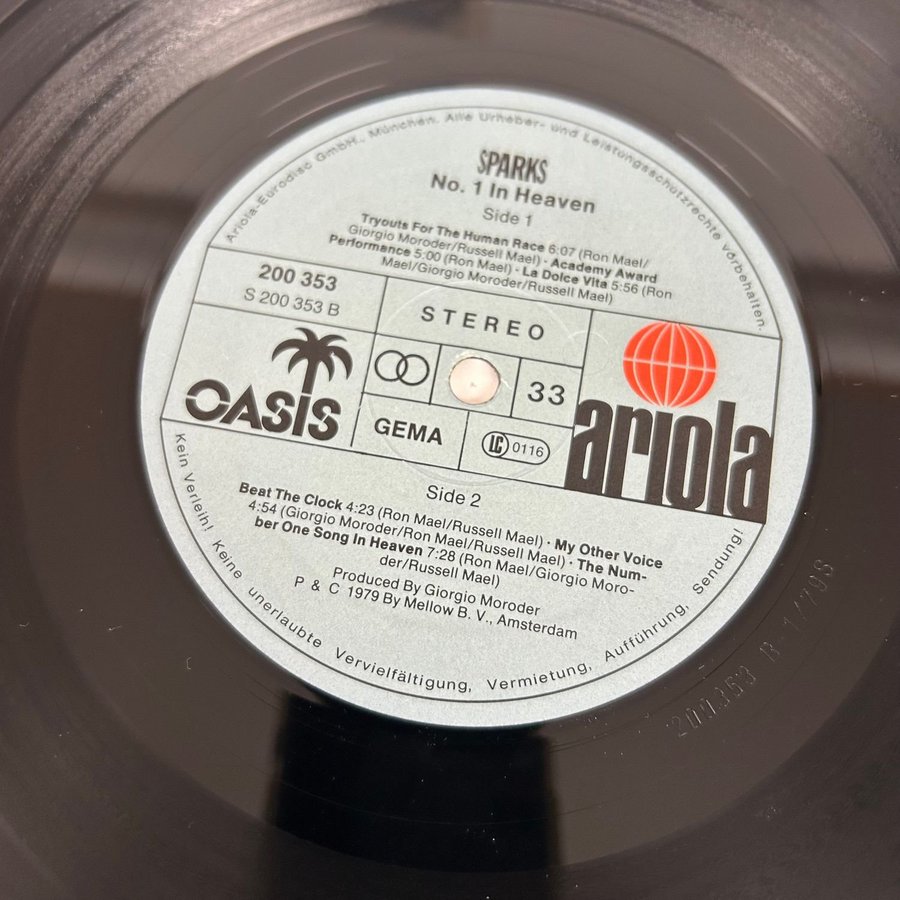 Ariola-Eurodisc GmbH., München. Alle Urheber- und Leistungsschutzrechte vorbehalten.
SPARKS
No. 1 In Heaven
Side 1
Tryouts For The Human Race 6:07 (Ron Mael/
Giorgio Moroder/Russell Mael) · Academy Award
Performance 5:00 (Ron Mael) · La Dolce Vita 5:56 (Ron
Mael/Giorgio Moroder/Russell Mael)
200 353
S 200 353 B
STEREO
33
OASIS
GEMA
LC 0116
ariola
Side 2
Beat The Clock 4:23 (Ron Mael/Russell Mael) · My Other Voice
4:54 (Giorgio Moroder/Ron Mael/Russell Mael) · The Num-
ber One Song In Heaven 7:28 (Ron Mael/Giorgio Moro-
der/Russell Mael)
Produced By Giorgio Moroder
P & C 1979 By Mellow B. V., Amsterdam
Kein Verleih! Keine unerlaubte Vervielfältigung, Vermietung, Aufführung, Sendung!